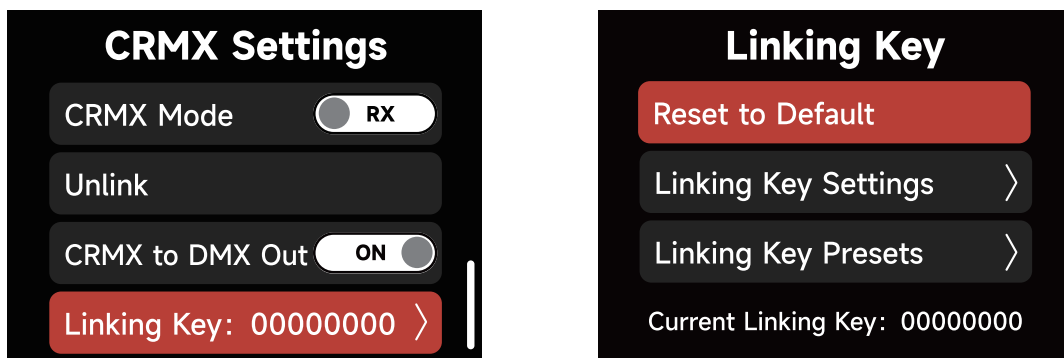 CRMX Settings
CRMX Mode RX
Unlink
CRMX to DMX Out ON
Linking Key: 00000000
Linking Key
Reset to Default
Linking Key Settings
Linking Key Presets
Current Linking Key: 00000000